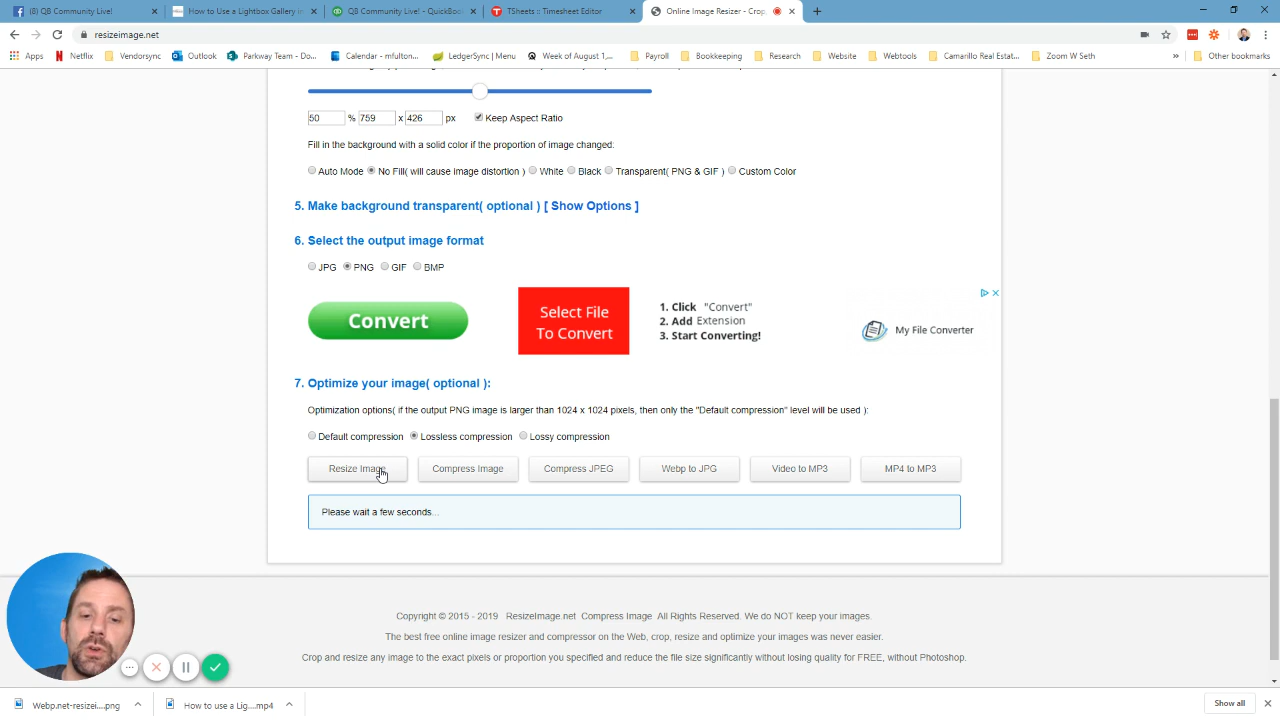 (8) QB Community Live!
How to Use a Lightbox Gallery in
QB Community Live! - QuickBoo
TSheets :: Timesheet Editor
Online Image Resizer - Crop,
resizeimage.net
Apps
Netflix
Vendorsync
Outlook
Parkway Team - Do...
Calendar - mfulton...
LedgerSync | Menu
Week of August 1,...
Payroll
Bookkeeping
Research
Website
Webtools
Camarillo Real Estat...
Zoom W Seth
»
Other bookmarks
50 % 759 x 426 px Keep Aspect Ratio
Fill in the background with a solid color if the proportion of image changed:
Auto Mode No Fill( will cause image distortion ) White Black Transparent( PNG & GIF ) Custom Color
5. Make background transparent( optional ) [ Show Options ]
6. Select the output image format
JPG PNG GIF BMP
Convert
Select File
To Convert
1. Click "Convert"
2. Add Extension
3. Start Converting!
My File Converter
7. Optimize your image( optional ):
Optimization options( if the output PNG image is larger than 1024 x 1024 pixels, then only the "Default compression" level will be used ):
Default compression Lossless compression Lossy compression
Resize Image
Compress Image
Compress JPEG
Webp to JPG
Video to MP3
MP4 to MP3
Please wait a few seconds...
Copyright © 2015 - 2019 ResizeImage.net Compress Image All Rights Reserved. We do NOT keep your images.
The best free online image resizer and compressor on the Web, crop, resize and optimize your images was never easier.
Crop and resize any image to the exact pixels or proportion you specified and reduce the file size significantly without losing quality for FREE, without Photoshop.
Webp.net-resizei....png
How to use a Lig....mp4
Show all